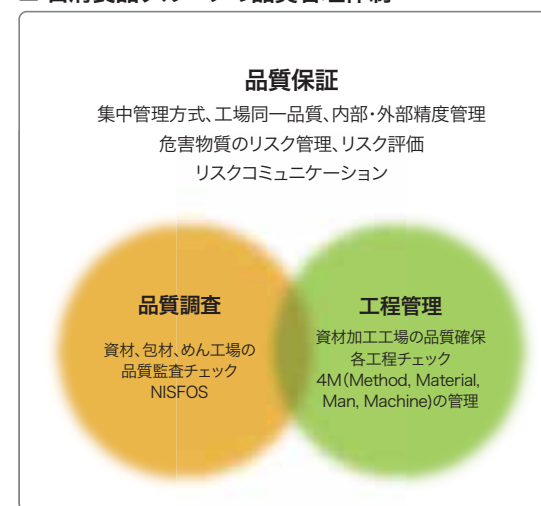 品質保証
集中管理方式、工場同一品質、内部・外部精度管理
危害物質のリスク管理、リスク評価
リスクコミュニケーション
品質調査
資材、包材、めん工場の
品質監査チェック
NISFOS
工程管理
資材加工工場の品質確保
各工程チェック
4M(Method, Material,
Man, Machine)の管理